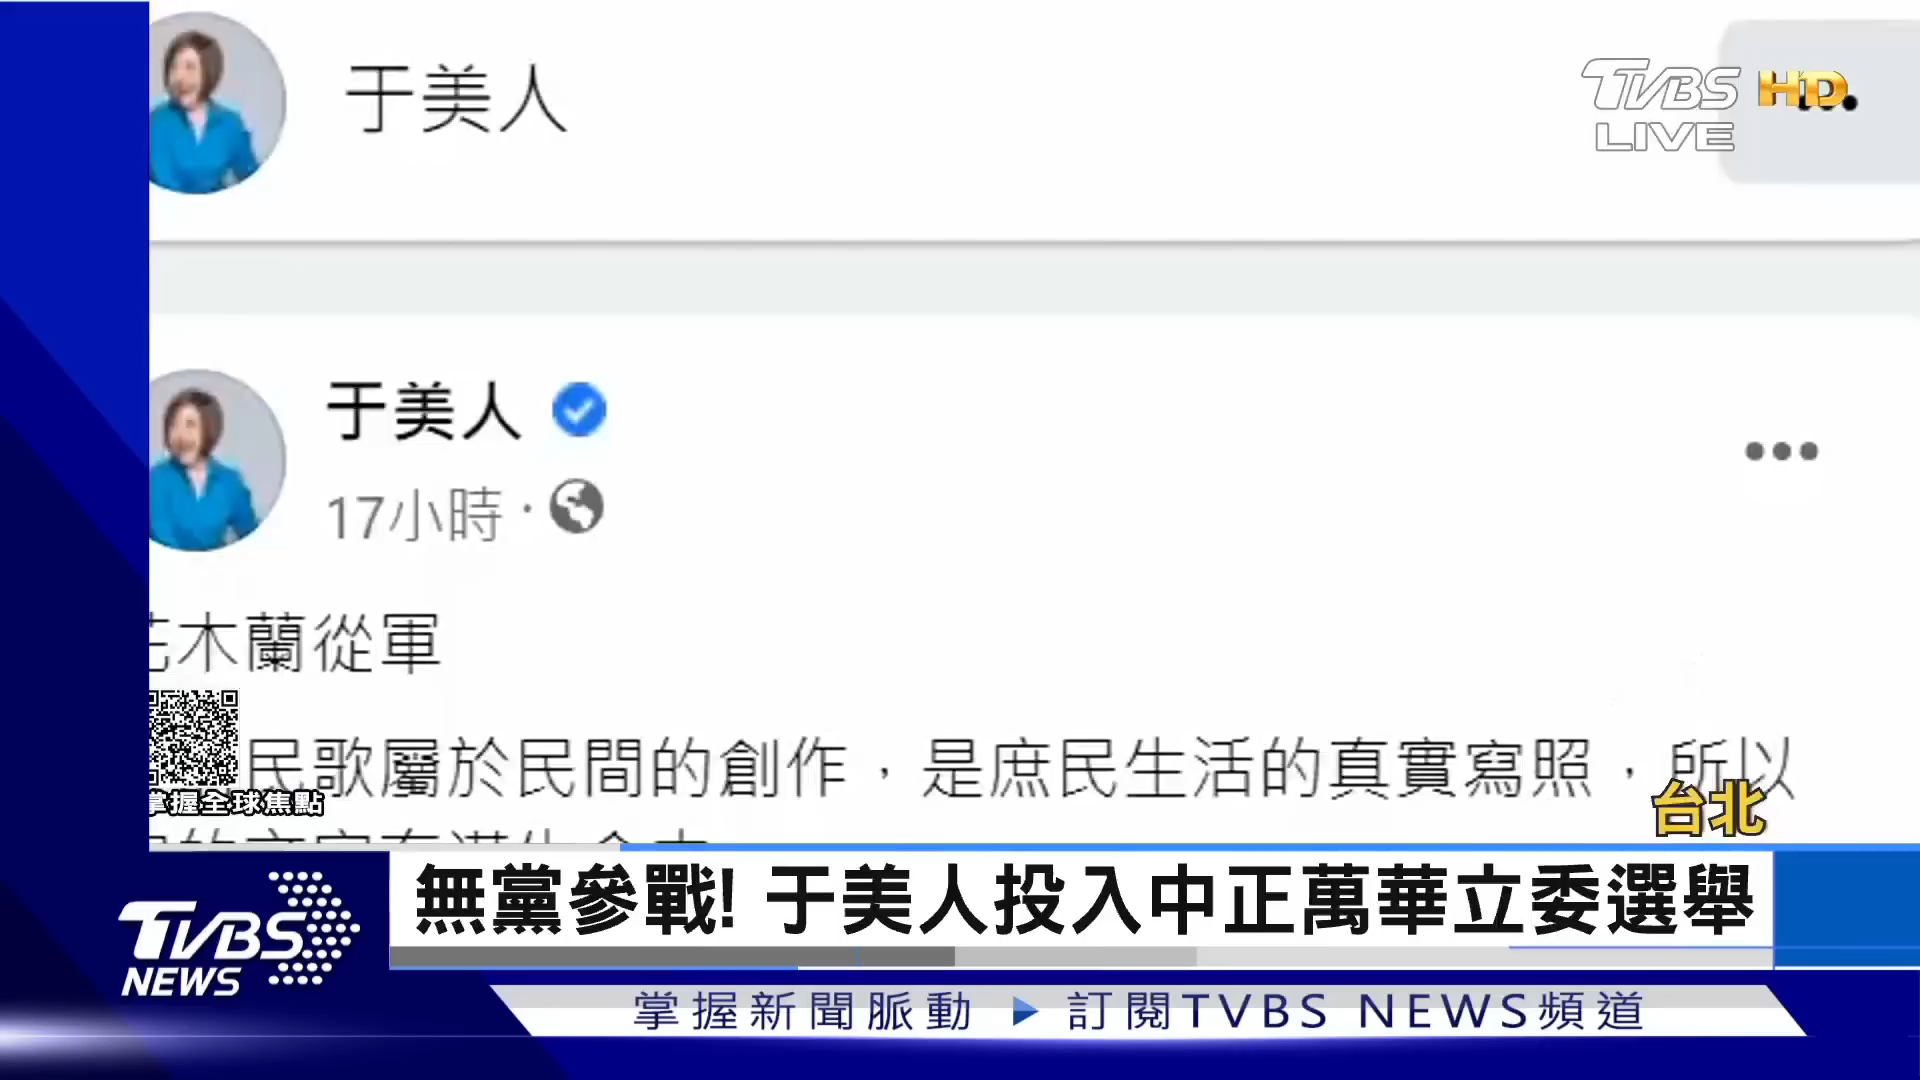 于美人
TVBS HD
LIVE
于美人
17小時·
花木蘭從軍
民歌屬於民間的創作，是庶民生活的真實寫照，所以
掌握全球焦點
台北
無黨參戰! 于美人投入中正萬華立委選舉
TVBS
NEWS
掌握新聞脈動 ▶ 訂閱TVBS NEWS頻道